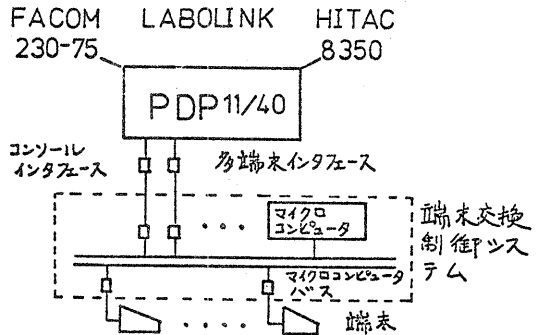 FACOM LABOLINK HITAC
230-75 8350
PDP11/40
コンソール
インタフェース
多端末インタフェース
マイクロ
コンピュータ
端末交換
制御シス
テム
マイクロコンピュータ
バス
端末